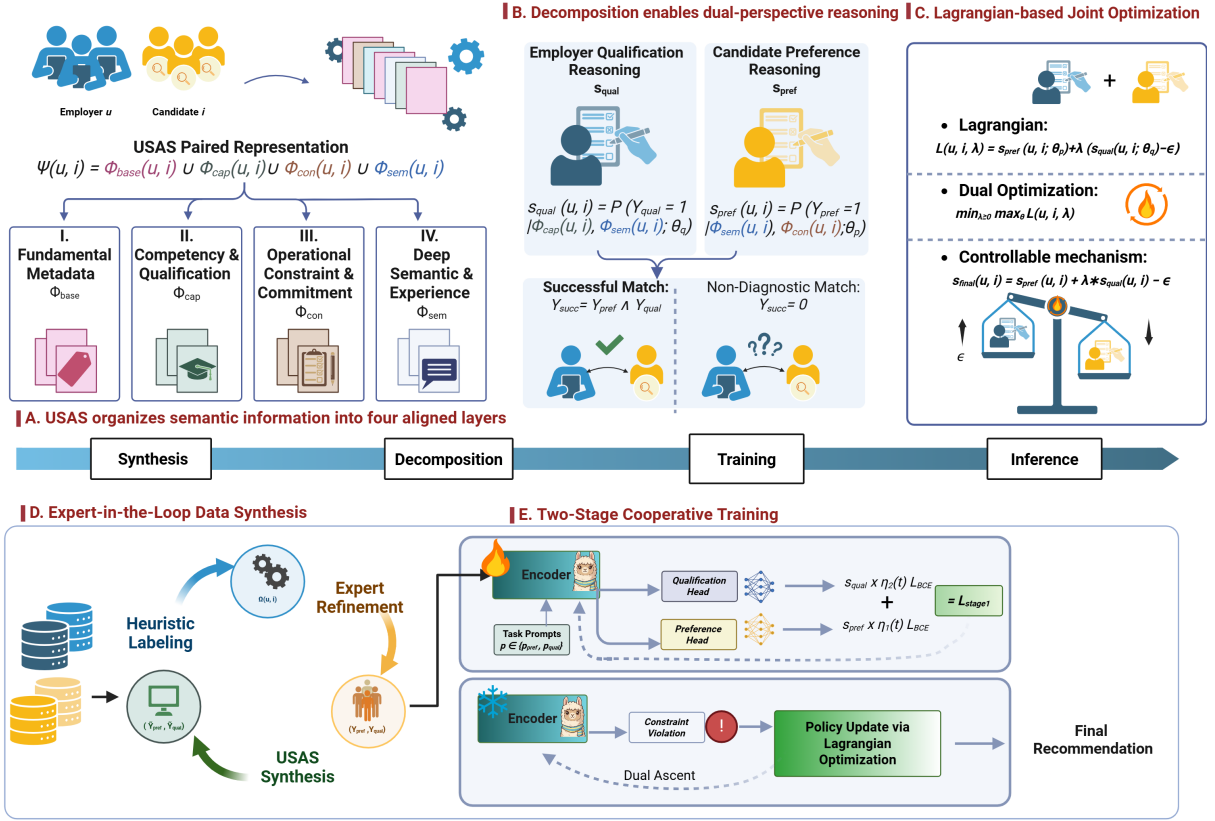 Employer u
Candidate i
USAS Paired Representation
Ψ(u, i) = Φbase(u, i) ∪ Φcap(u, i)∪ Φcon(u, i) ∪ Φsem(u, i)
I.
Fundamental
Metadata
Φbase
II.
Competency &
Qualification
Φcap
III.
Operational
Constraint &
Commitment
Φcon
IV.
Deep
Semantic &
Experience
Φsem
A. USAS organizes semantic information into four aligned layers
B. Decomposition enables dual-perspective reasoning
Employer Qualification
Reasoning
squal
squal (u, i) = P (Yqual = 1
|Φcap(u, i), Φsem(u, i); θq)
Candidate Preference
Reasoning
spref
spref (u, i) = P (Ypref =1
|Φsem(u, i), Φcon(u, i);θp)
Successful Match:
Ysucc= Ypref ∧ Yqual
Non-Diagnostic Match:
Ysucc= 0
???
C. Lagrangian-based Joint Optimization
+
• Lagrangian:
L(u, i, λ) = spref (u, i; θp)+λ (squal(u, i; θq)−ϵ)
• Dual Optimization:
minλ≥0 maxθ L(u, i, λ)
• Controllable mechanism:
sfinal(u, i) = spref (u, i) + λ∗squal(u, i) − ϵ
ϵ
Synthesis
Decomposition
Training
Inference
D. Expert-in-the-Loop Data Synthesis
Heuristic
Labeling
Ω(u, i)
Expert
Refinement
(Ypref , Yqual)
( Ŷpref , Ŷqual)
USAS
Synthesis
E. Two-Stage Cooperative Training
Encoder
Task Prompts
p ∈ {ppref , pqual}
Qualification
Head
Preference
Head
squal x η2(t) LBCE
+
spref x η1(t) LBCE
= Lstage1
Encoder
Constraint
Violation
!
Policy Update via
Lagrangian
Optimization
Dual Ascent
Final
Recommendation